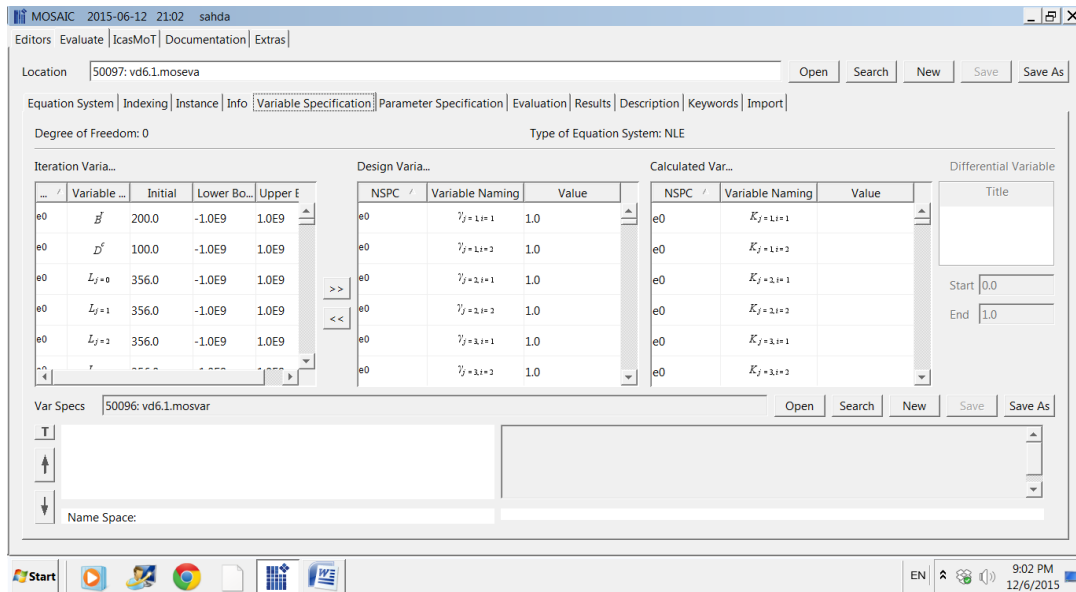 MOSAIC 2015-06-12 21:02 sahda
Editors Evaluate IcasMoT Documentation Extras
Location 50097: vd6.1.moseva Open Search New Save Save As
Equation System Indexing Instance Info Variable Specification Parameter Specification Evaluation Results Description Keywords Import
Degree of Freedom: 0 Type of Equation System: NLE
Iteration Varia... Design Varia... Calculated Var... Differential Variable
... Variable ... Initial Lower Bo... Upper E NSPC Variable Naming Value NSPC Variable Naming Value Title
e0 200.0 -1.0E9 1.0E9 e0 γ j=1,i=1 1.0 e0 K j=1,i=1
e0 100.0 -1.0E9 1.0E9 e0 γ j=1,i=2 1.0 e0 K j=1,i=2
e0 L j=0 356.0 -1.0E9 1.0E9 e0 γ j=2,i=1 1.0 e0 K j=2,i=1
>> Start 0.0
e0 L j=1 356.0 -1.0E9 1.0E9 e0 γ j=2,i=2 1.0 e0 K j=2,i=2
<< End 1.0
e0 L j=2 356.0 -1.0E9 1.0E9 e0 γ j=3,i=1 1.0 e0 K j=3,i=1
e0 γ j=3,i=2 1.0 e0 K j=3,i=2
Var Specs 50096: vd6.1.mosvar Open Search New Save Save As
T
Name Space:
Start EN 9:02 PM
12/6/2015